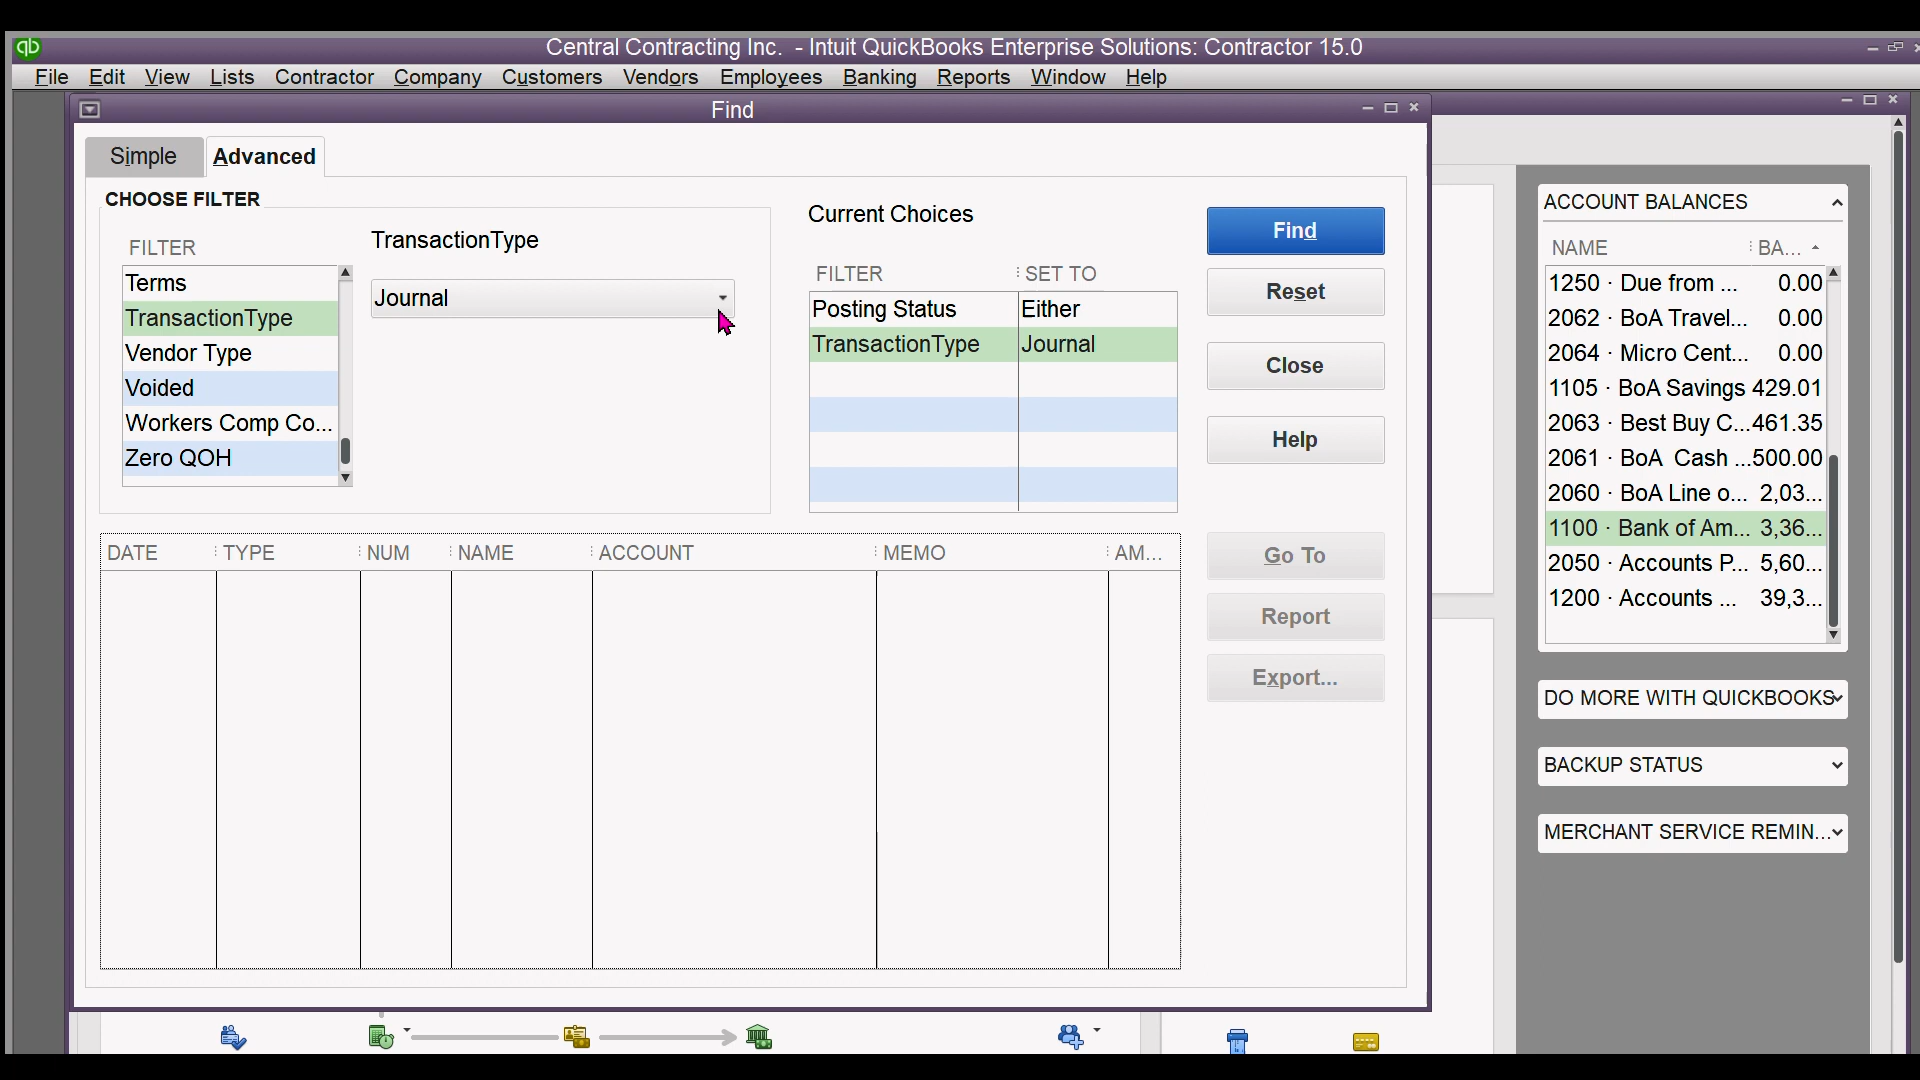 qb
Central Contracting Inc. - Intuit QuickBooks Enterprise Solutions: Contractor 15.0
File Edit View Lists Contractor Company Customers Vendors Employees Banking Reports Window Help
Find
Simple Advanced
CHOOSE FILTER
FILTER
Terms
TransactionType
Vendor Type
Voided
Workers Comp Co...
Zero QOH
TransactionType
Journal
Current Choices
FILTER SET TO
Posting Status Either
TransactionType Journal
Find
Reset
Close
Help
DATE TYPE NUM NAME ACCOUNT MEMO AM...
Go To
Report
Export...
ACCOUNT BALANCES
NAME BA...
1250 · Due from ... 0.00
2062 · BoA Travel... 0.00
2064 · Micro Cent... 0.00
1105 · BoA Savings 429.01
2063 · Best Buy C...461.35
2061 · BoA Cash ...500.00
2060 · BoA Line o... 2,03...
1100 · Bank of Am... 3,36...
2050 · Accounts P... 5,60...
1200 · Accounts ... 39,3...
DO MORE WITH QUICKBOOKS
BACKUP STATUS
MERCHANT SERVICE REMIN...